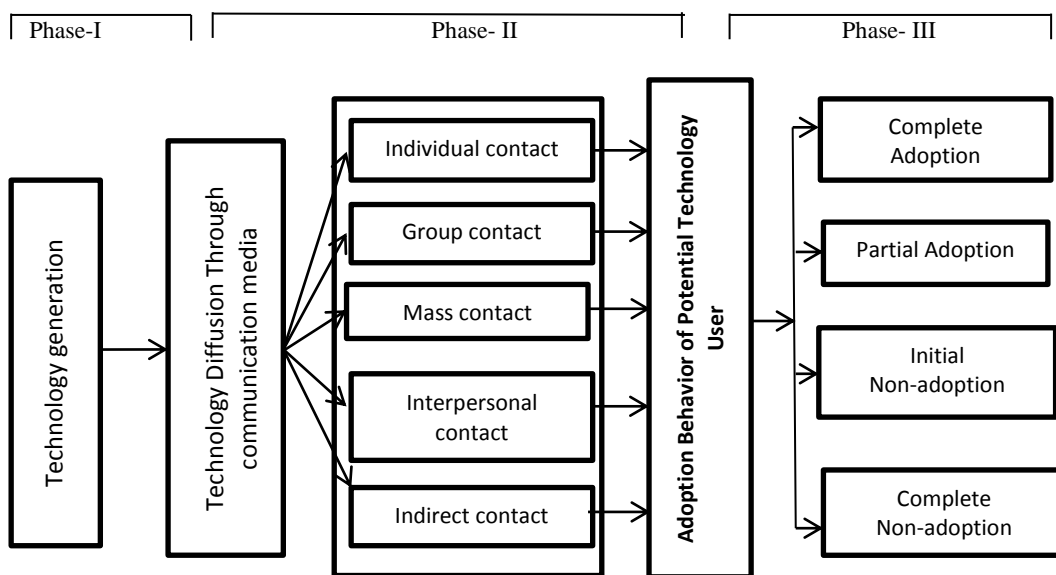 Phase-I
Phase- II
Phase- III
Technology generation
Technology Diffusion Through
communication media
Individual contact
Group contact
Mass contact
Interpersonal
contact
Indirect contact
Adoption Behavior of Potential Technology
User
Complete
Adoption
Partial Adoption
Initial
Non-adoption
Complete
Non-adoption